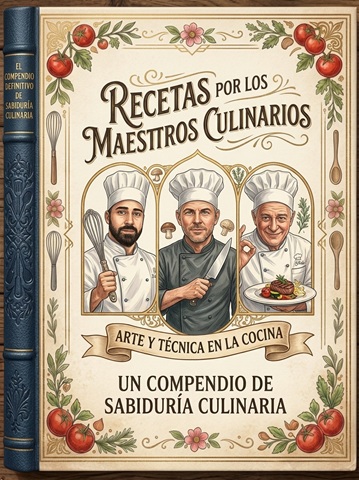 EL
COMPENDIO
DEFINITIVO
DE
SABIDURÍA
CULINARIA
RECETAS POR LOS
MAESTTROS CULINARIOS
ARTE Y TÉCNICA EN LA COCINA
UN COMPENDIO DE
SABIDURÍA CULINARIA